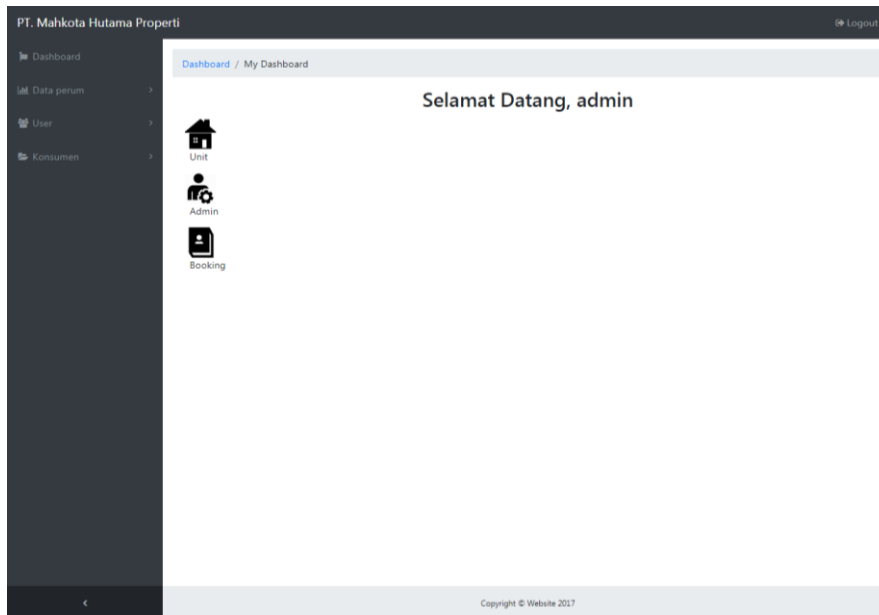 PT. Mahkota Hutama Properti
Logout
Dashboard
Data perum
User
Konsumen
Dashboard / My Dashboard
Selamat Datang, admin
Unit
Admin
Booking
Copyright © Website 2017